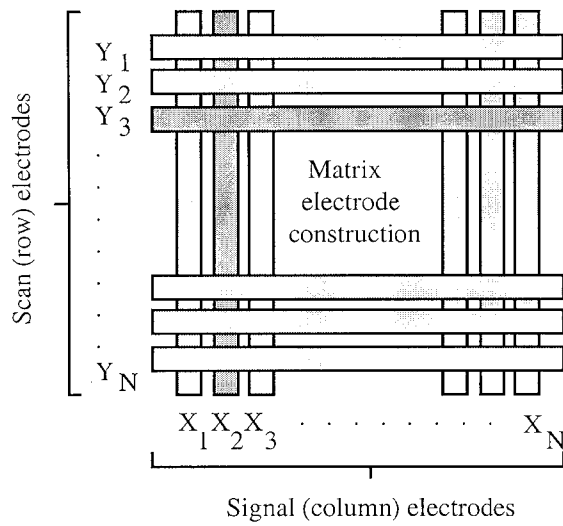 Scan (row) electrodes
Y1
Y2
Y3
Matrix
electrode
construction
YN
X1 X2 X3 . . . . . . . . XN
Signal (column) electrodes